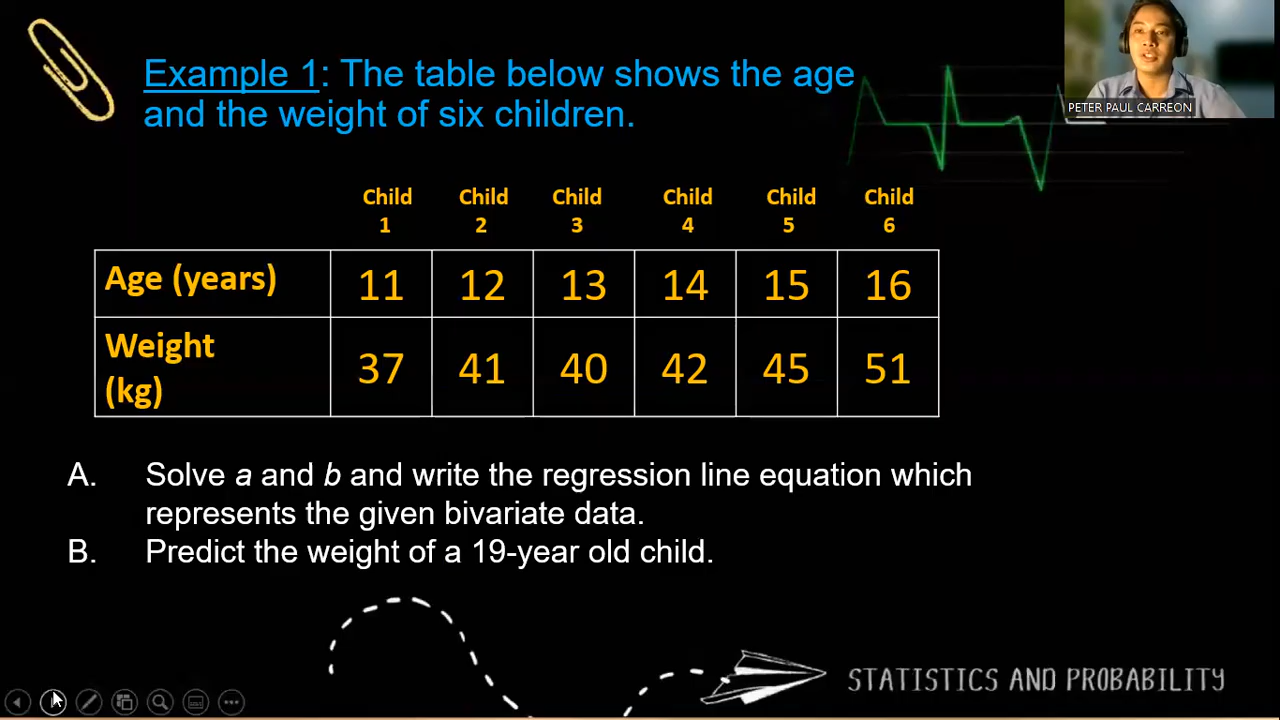 Example 1: The table below shows the age
and the weight of six children.
PETER PAUL CARREON
Child Child Child Child Child Child
1 2 3 4 5 6
Age (years) 11 12 13 14 15 16
Weight
(kg) 37 41 40 42 45 51
A. Solve a and b and write the regression line equation which
represents the given bivariate data.
B. Predict the weight of a 19-year old child.
STATISTICS AND PROBABILITY